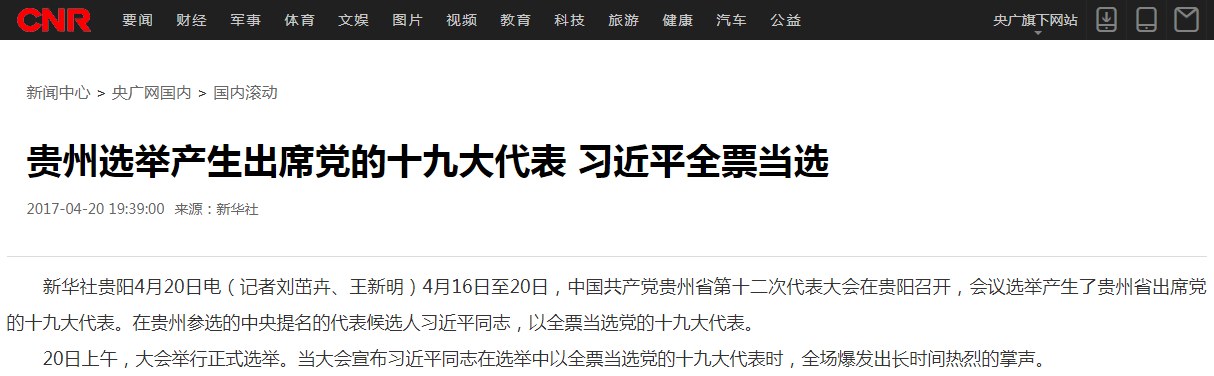 CNR 要闻 财经 军事 体育 文娱 图片 视频 教育 科技 旅游 健康 汽车 公益 央广旗下网站
新闻中心 > 央广网国内 > 国内滚动
贵州选举产生出席党的十九大代表 习近平全票当选
2017-04-20 19:39:00 来源：新华社
新华社贵阳4月20日电（记者刘茁卉、王新明）4月16日至20日，中国共产党贵州省第十二次代表大会在贵阳召开，会议选举产生了贵州省出席党
的十九大代表。在贵州参选的中央提名的代表候选人习近平同志，以全票当选党的十九大代表。
20日上午，大会举行正式选举。当大会宣布习近平同志在选举中以全票当选党的十九大代表时，全场爆发出长时间热烈的掌声。